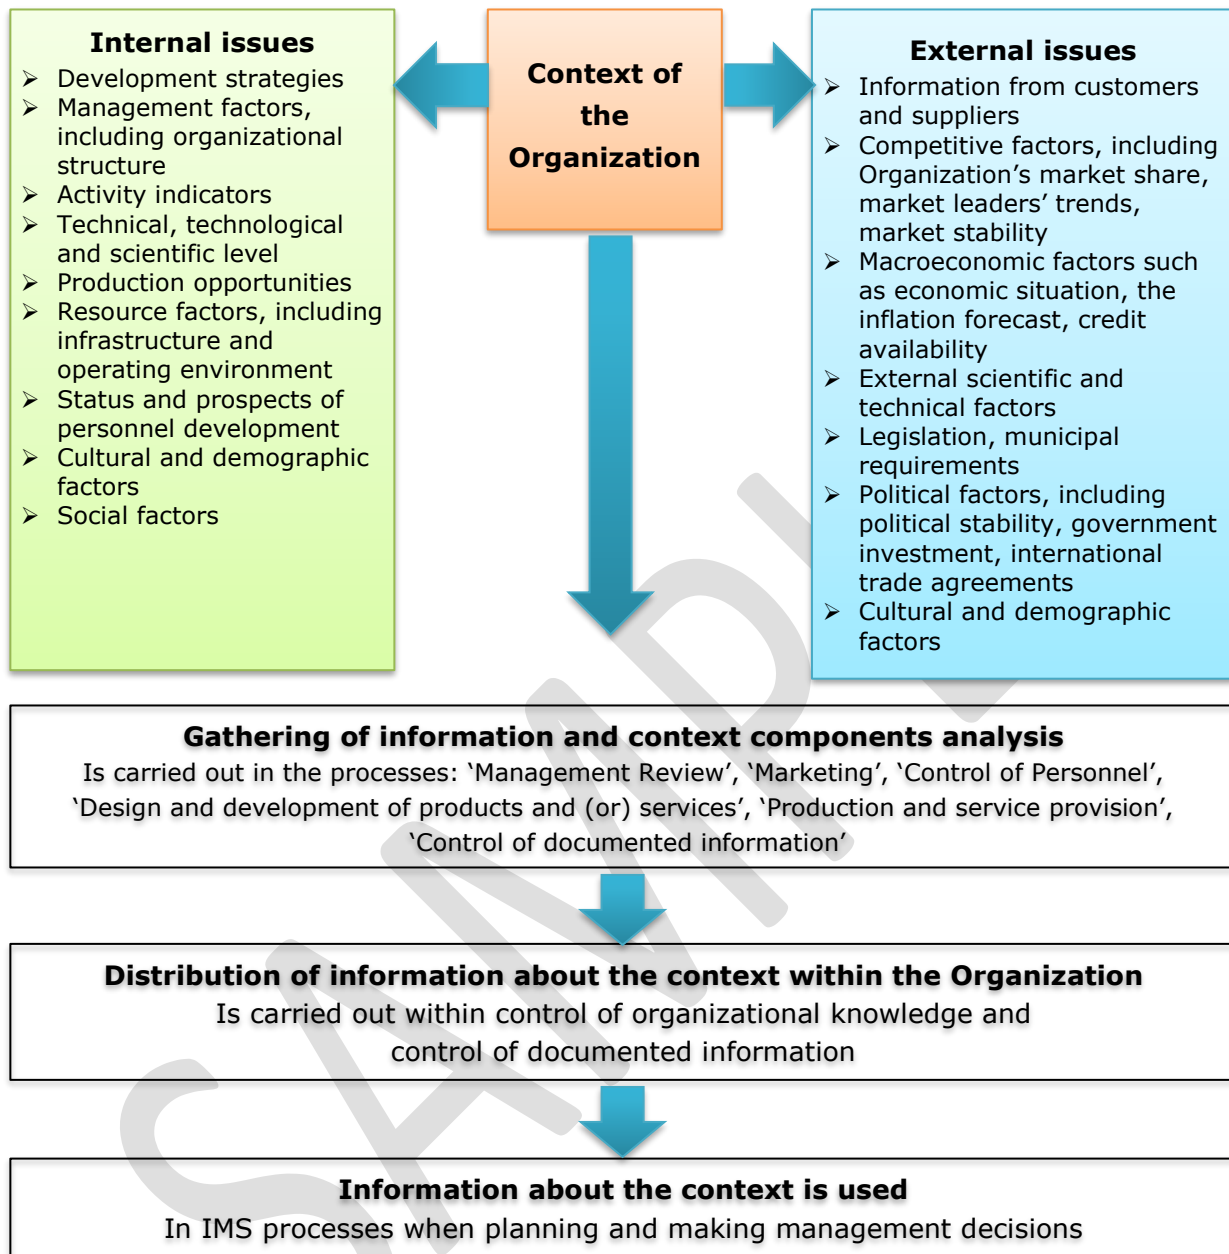 Internal issues
➢ Development strategies
➢ Management factors,
including organizational
structure
➢ Activity indicators
➢ Technical, technological
and scientific level
➢ Production opportunities
➢ Resource factors, including
infrastructure and
operating environment
➢ Status and prospects of
personnel development
➢ Cultural and demographic
factors
➢ Social factors
Context of
the
Organization
External issues
➢ Information from customers
and suppliers
➢ Competitive factors, including
Organization’s market share,
market leaders’ trends,
market stability
➢ Macroeconomic factors such
as economic situation, the
inflation forecast, credit
availability
➢ External scientific and
technical factors
➢ Legislation, municipal
requirements
➢ Political factors, including
political stability, government
investment, international
trade agreements
➢ Cultural and demographic
factors
Gathering of information and context components analysis
Is carried out in the processes: ‘Management Review’, ‘Marketing’, ‘Control of Personnel’,
‘Design and development of products and (or) services’, ‘Production and service provision’,
‘Control of documented information’
Distribution of information about the context within the Organization
Is carried out within control of organizational knowledge and
control of documented information
Information about the context is used
In IMS processes when planning and making management decisions